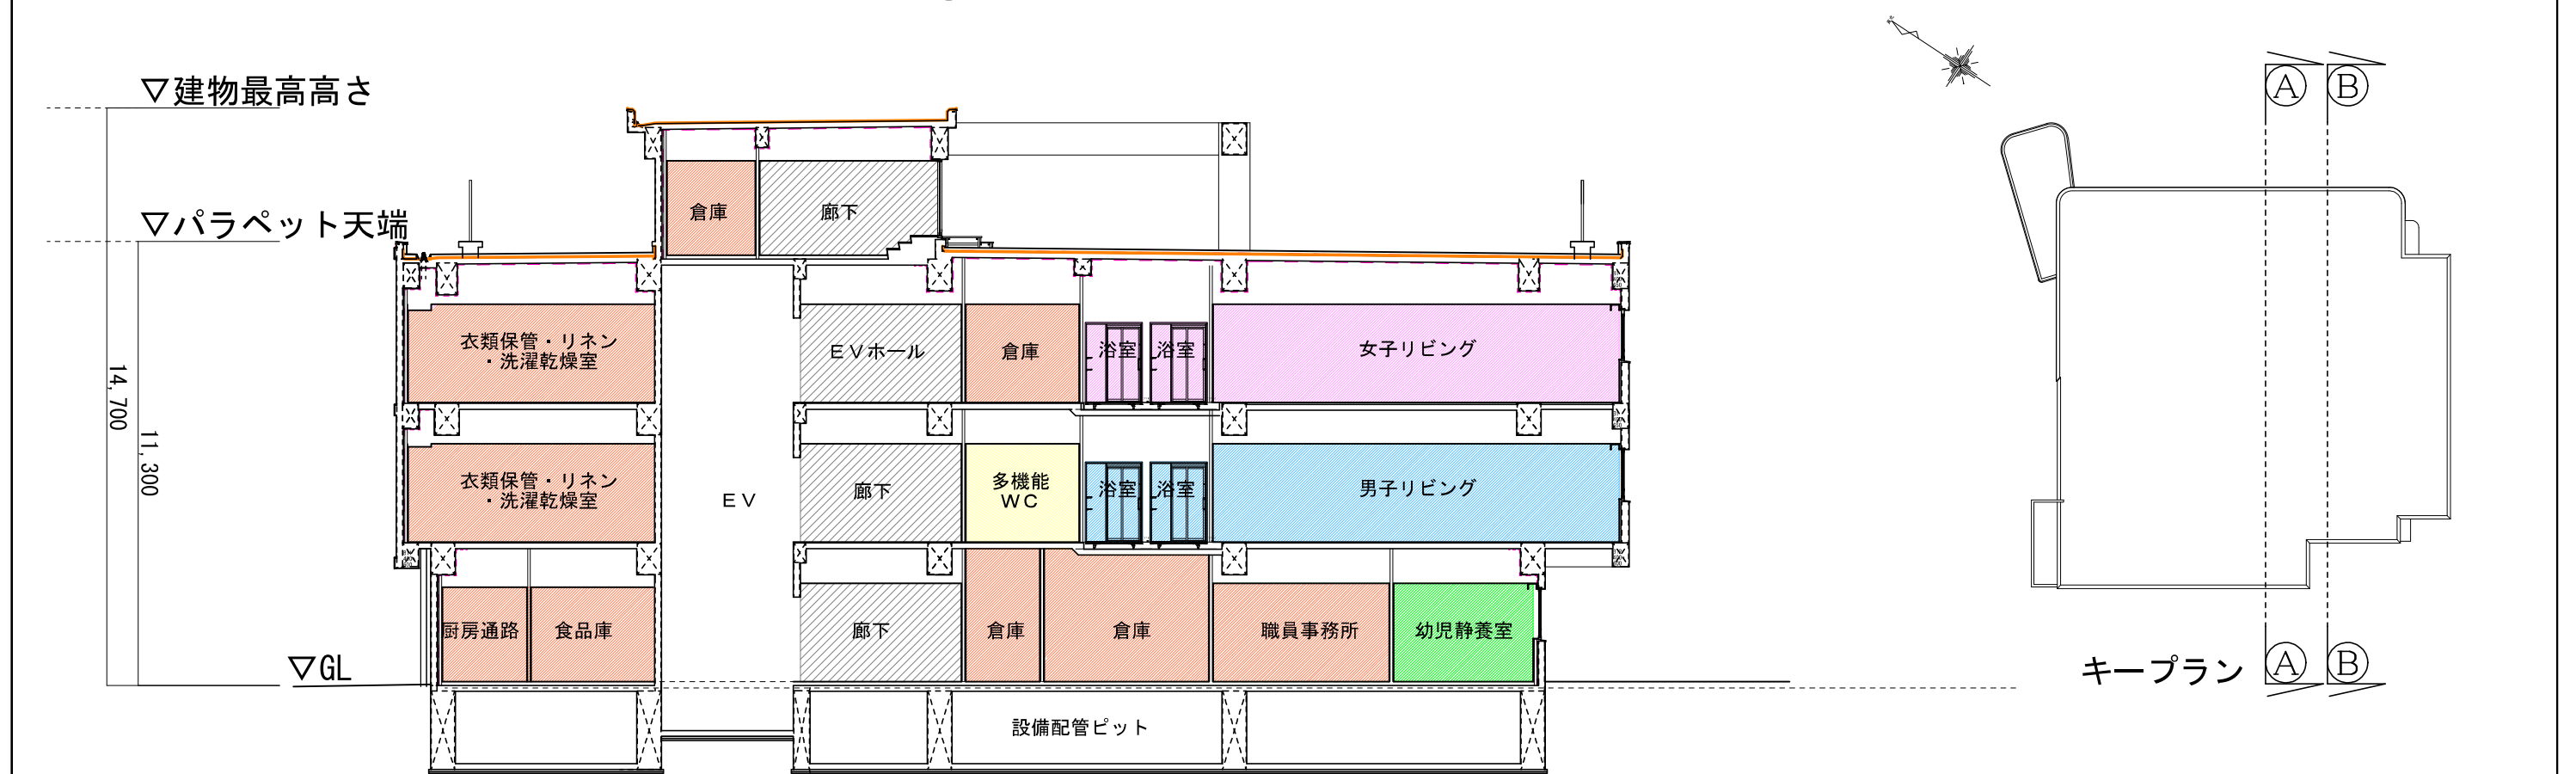 ▽建物最高高さ
Ⓐ Ⓑ
▽パラペット天端
倉庫 廊下
衣類保管・リネン
・洗濯乾燥室
EVホール 倉庫 浴室 浴室 女子リビング
14,700
11,300
衣類保管・リネン
・洗濯乾燥室
EV 廊下
多機能
WC
浴室 浴室 男子リビング
厨房通路 食品庫 廊下 倉庫 倉庫 職員事務所 幼児静養室
▽GL
キープラン Ⓐ Ⓑ
設備配管ピット